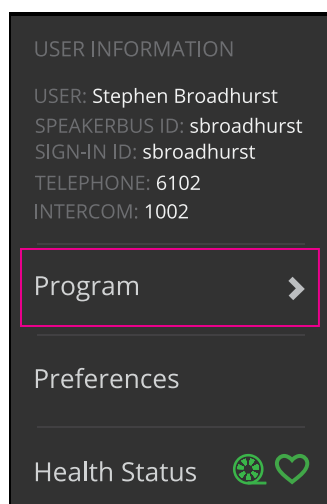 USER INFORMATION
USER: Stephen Broadhurst
SPEAKERBUS ID: sbroadhurst
SIGN-IN ID: sbroadhurst
TELEPHONE: 6102
INTERCOM: 1002
Program
Preferences
Health Status